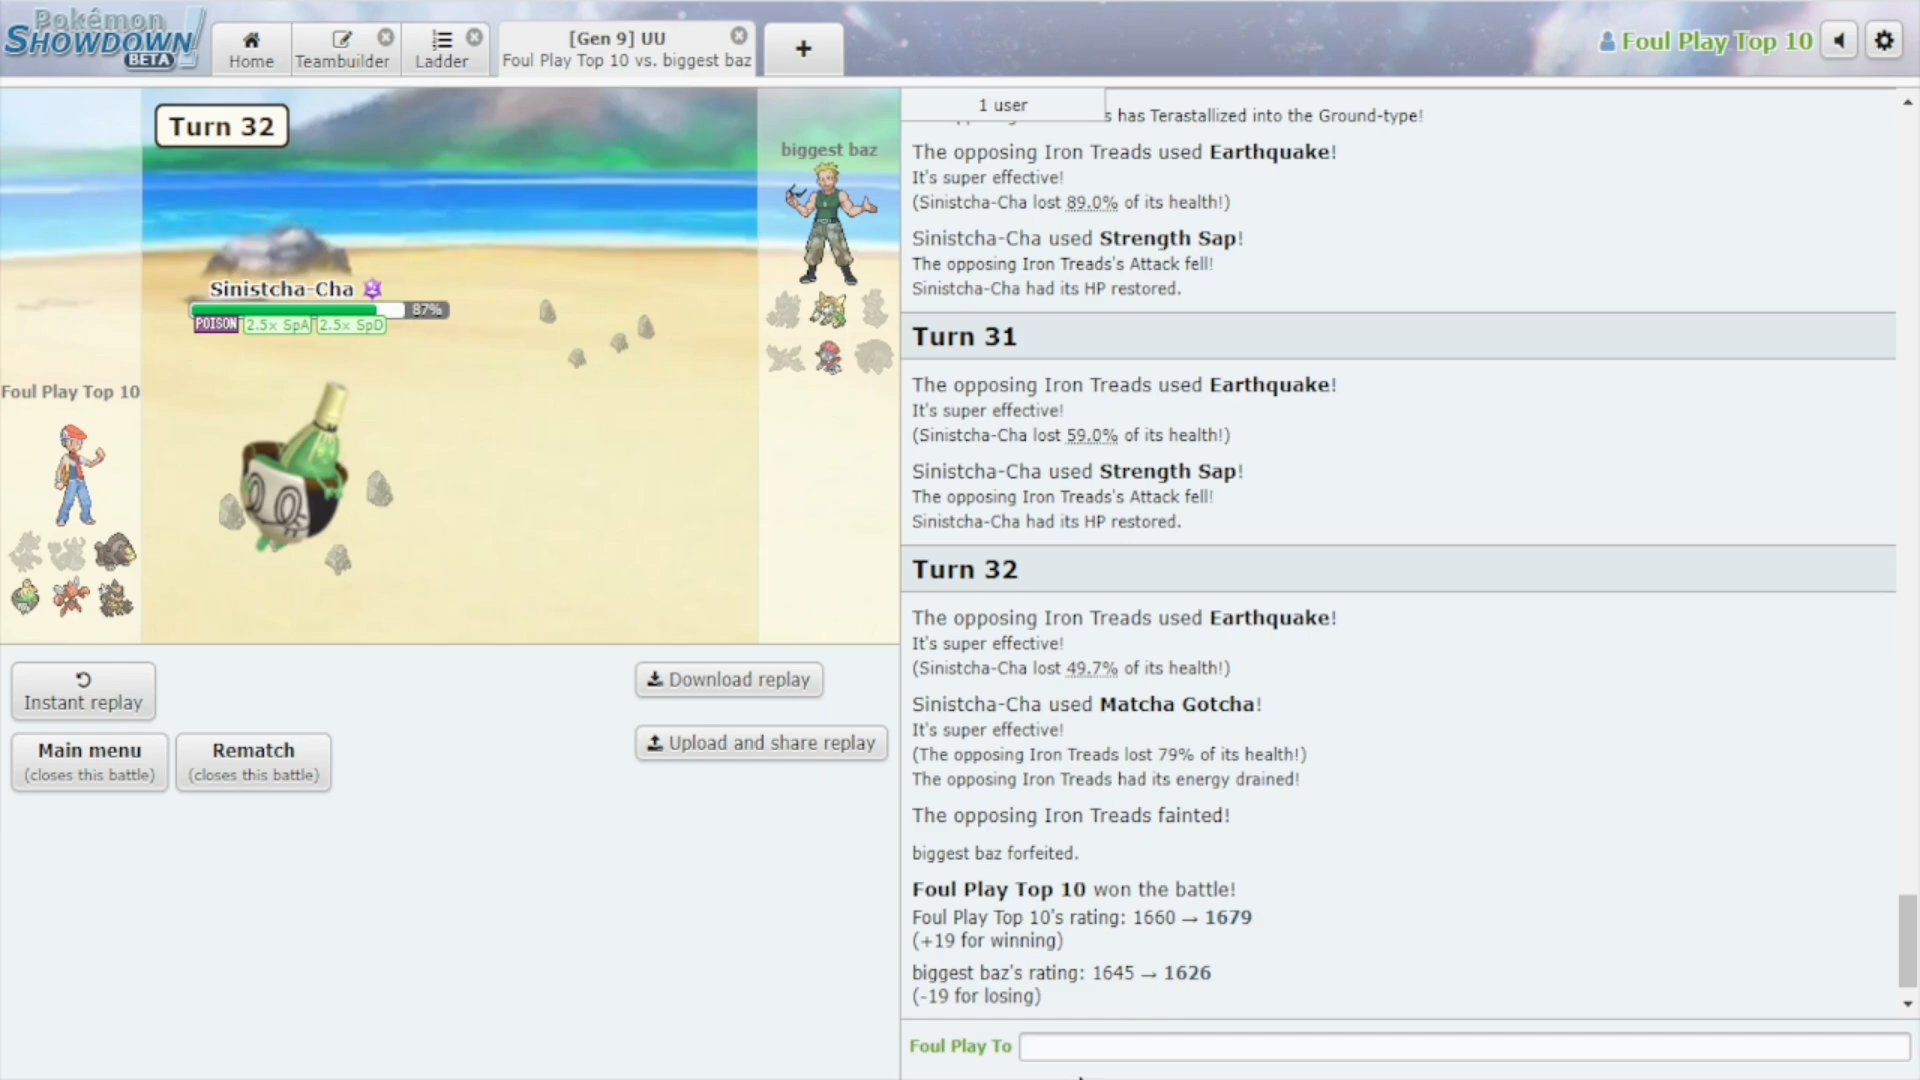 Pokémon
SHOWDOWN!
BETA
Home
Teambuilder
Ladder
[Gen 9] UU
Foul Play Top 10 vs. biggest baz
+
Foul Play Top 10
Turn 32
biggest baz
Sinistcha-Cha
87%
POISON 2.5x SpA 2.5x SpD
Foul Play Top 10
Instant replay
Download replay
Upload and share replay
Main menu
(closes this battle)
Rematch
(closes this battle)
1 user
s has Terastallized into the Ground-type!
The opposing Iron Treads used Earthquake!
It's super effective!
(Sinistcha-Cha lost 89.0% of its health!)
Sinistcha-Cha used Strength Sap!
The opposing Iron Treads's Attack fell!
Sinistcha-Cha had its HP restored.
Turn 31
The opposing Iron Treads used Earthquake!
It's super effective!
(Sinistcha-Cha lost 59.0% of its health!)
Sinistcha-Cha used Strength Sap!
The opposing Iron Treads's Attack fell!
Sinistcha-Cha had its HP restored.
Turn 32
The opposing Iron Treads used Earthquake!
It's super effective!
(Sinistcha-Cha lost 49.7% of its health!)
Sinistcha-Cha used Matcha Gotcha!
It's super effective!
(The opposing Iron Treads lost 79% of its health!)
The opposing Iron Treads had its energy drained!
The opposing Iron Treads fainted!
biggest baz forfeited.
Foul Play Top 10 won the battle!
Foul Play Top 10's rating: 1660 → 1679
(+19 for winning)
biggest baz's rating: 1645 → 1626
(-19 for losing)
Foul Play To